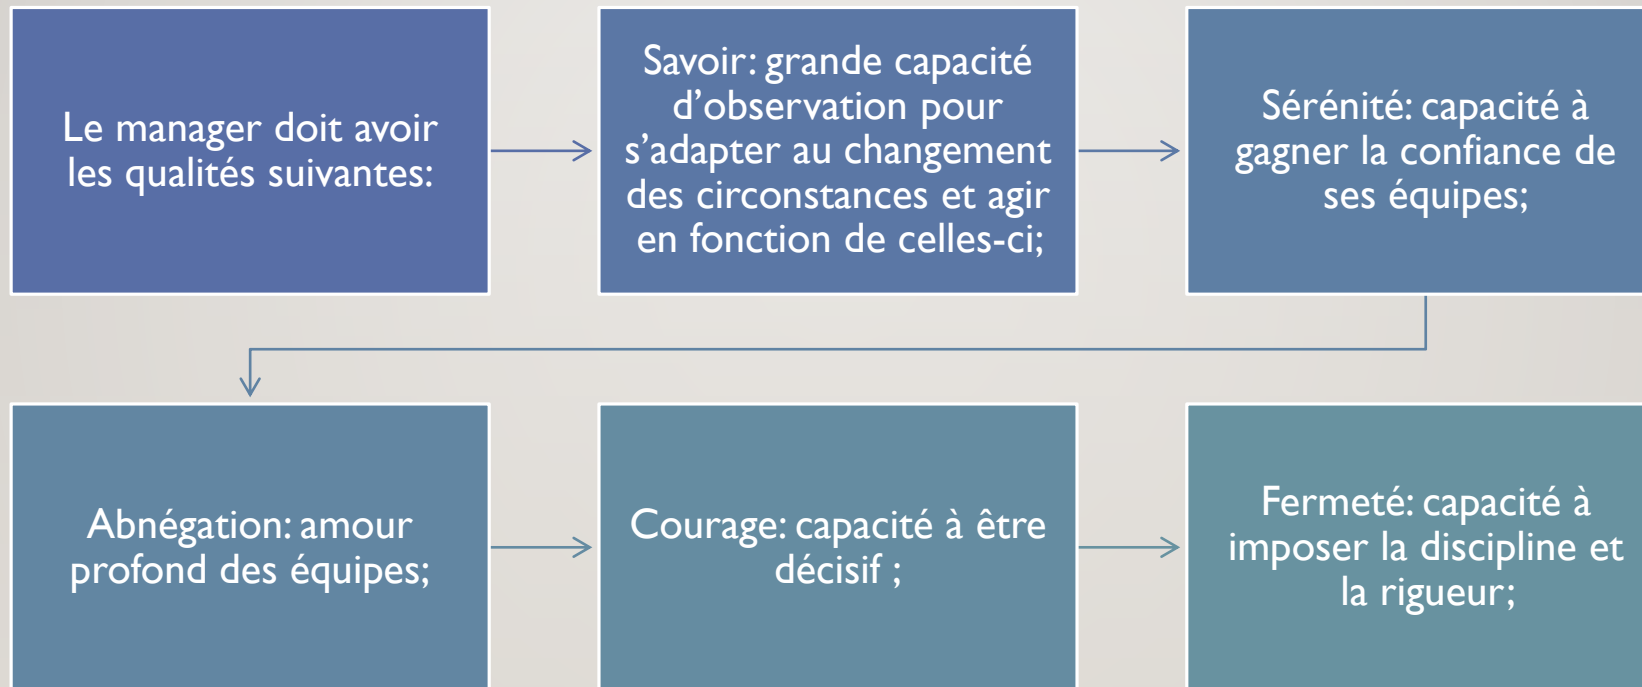 Le manager doit avoir
les qualités suivantes:
Savoir: grande capacité
d’observation pour
s’adapter au changement
des circonstances et agir
en fonction de celles-ci;
Sérénité: capacité à
gagner la confiance de
ses équipes;
Abnégation: amour
profond des équipes;
Courage: capacité à être
décisif ;
Fermeté: capacité à
imposer la discipline et
la rigueur;